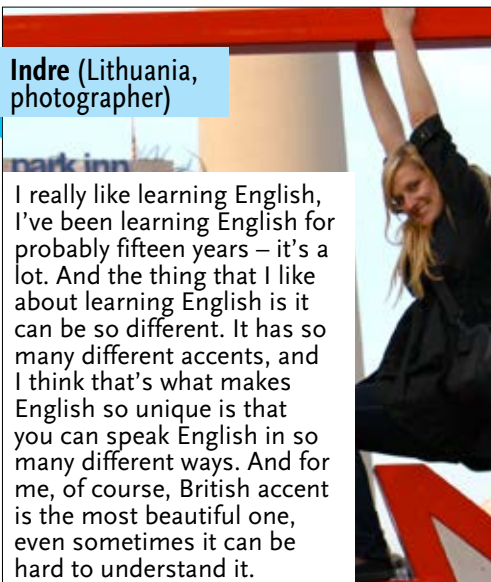 Indre (Lithuania,
photographer)
park inn
I really like learning English,
I've been learning English for
probably fifteen years – it's a
lot. And the thing that I like
about learning English is it
can be so different. It has so
many different accents, and
I think that's what makes
English so unique is that
you can speak English in so
many different ways. And for
me, of course, British accent
is the most beautiful one,
even sometimes it can be
hard to understand it.